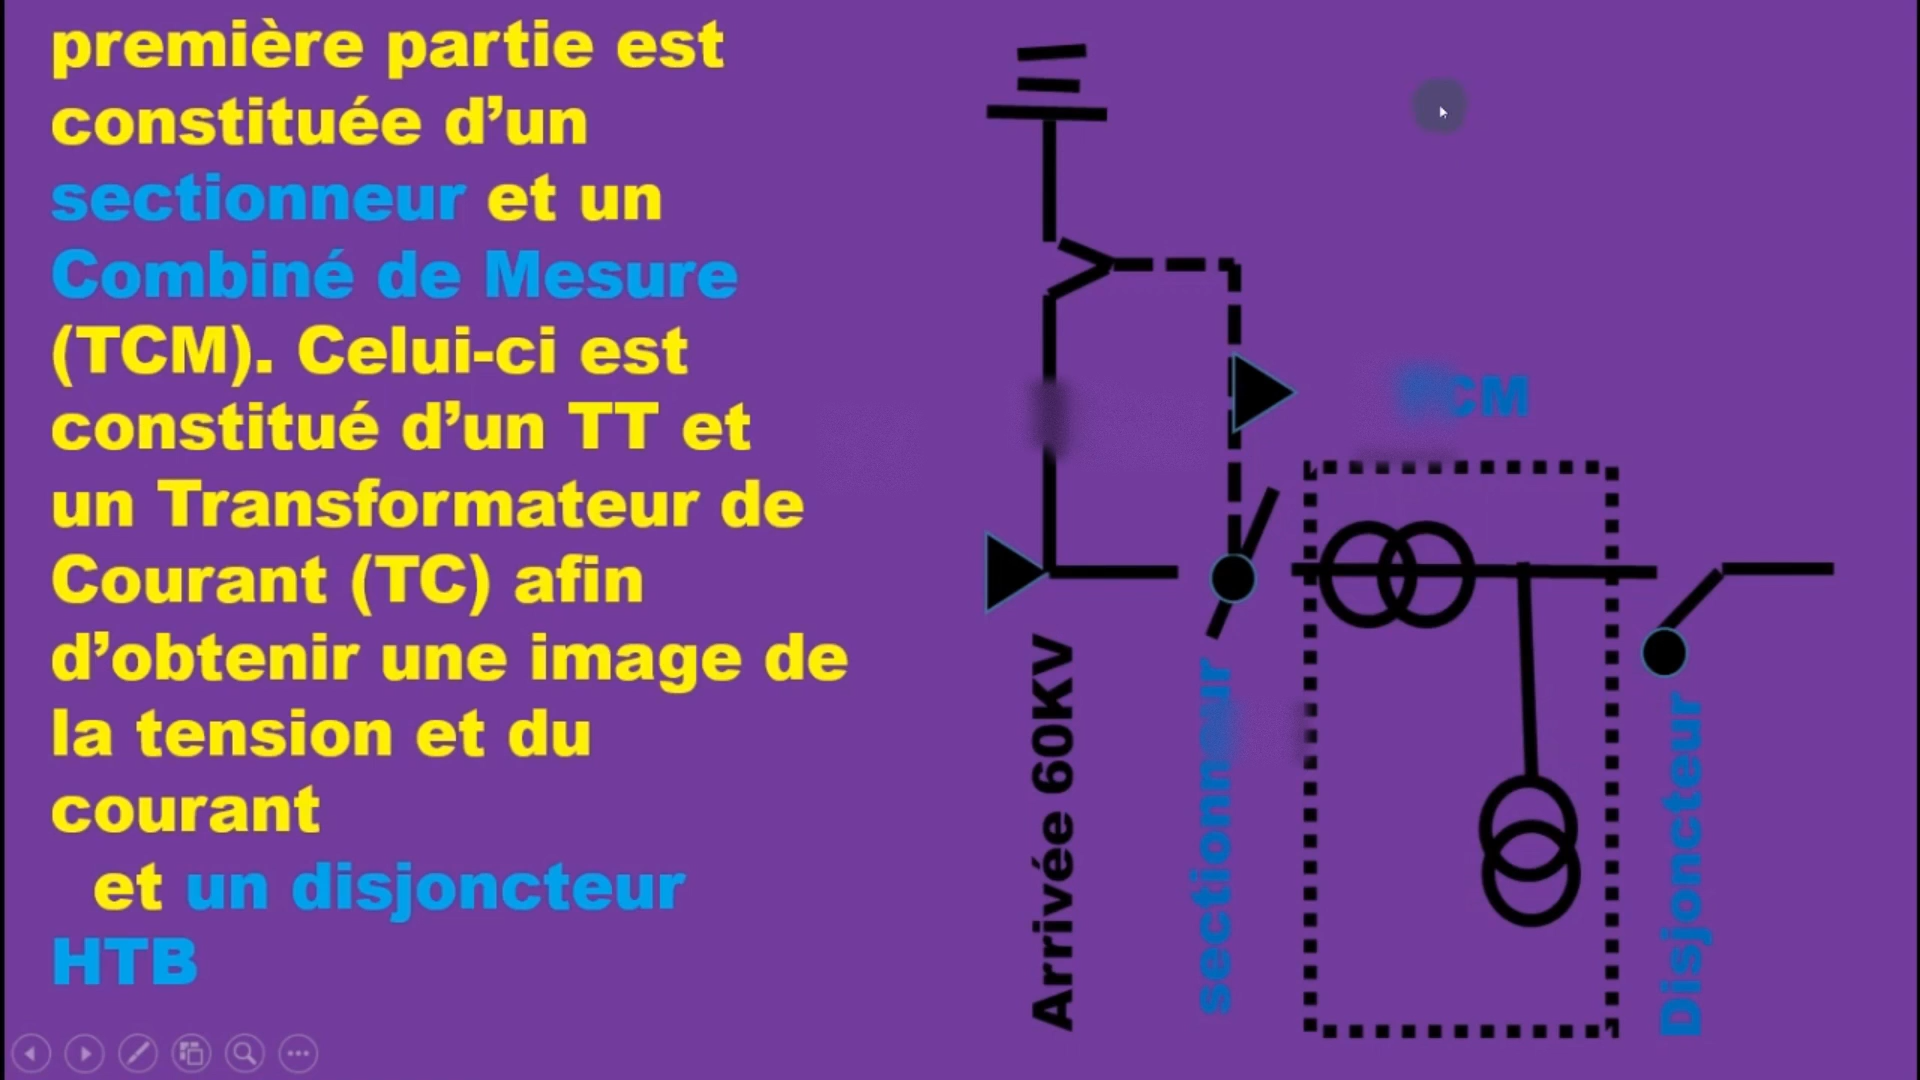 première partie est
constituée d’un
sectionneur et un
Combiné de Mesure
(TCM). Celui-ci est
constitué d’un TT et
un Transformateur de
Courant (TC) afin
d’obtenir une image de
la tension et du
courant
et un disjoncteur
HTB
TCM
Arrivée 60KV
sectionneur
Disjoncteur